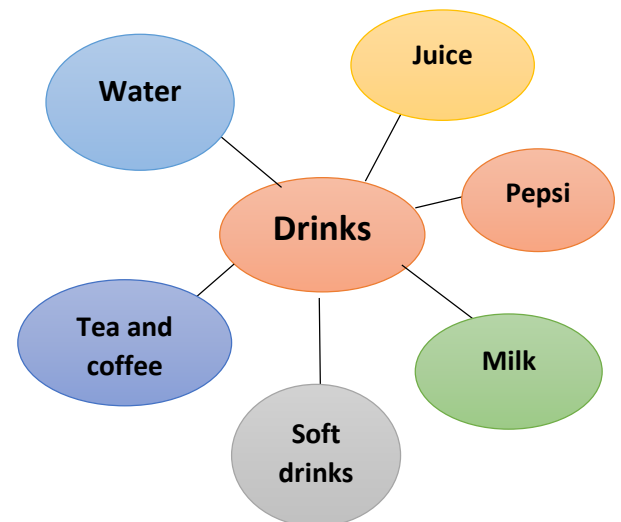 Water
Juice
Pepsi
Drinks
Tea and
coffee
Milk
Soft
drinks